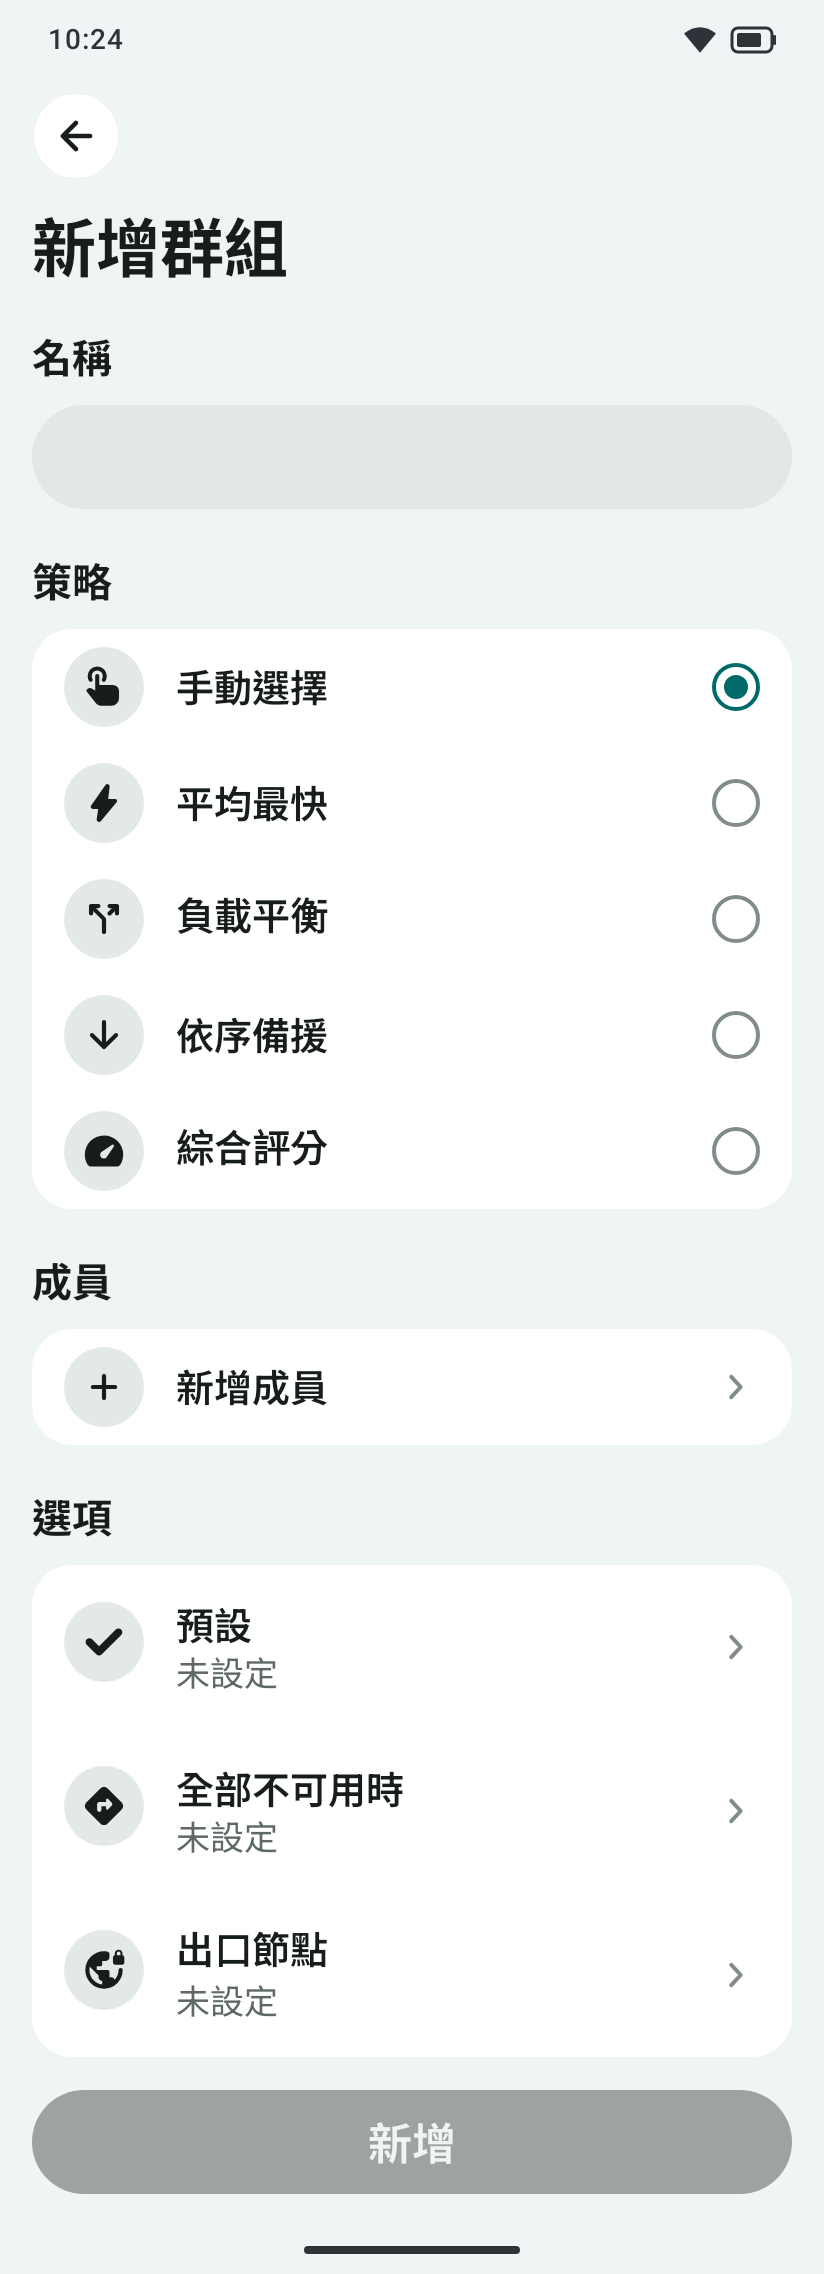 10:24
新增群組
名稱
策略
手動選擇
平均最快
負載平衡
依序備援
綜合評分
成員
新增成員
選項
預設
未設定
全部不可用時
未設定
出口節點
未設定
新增